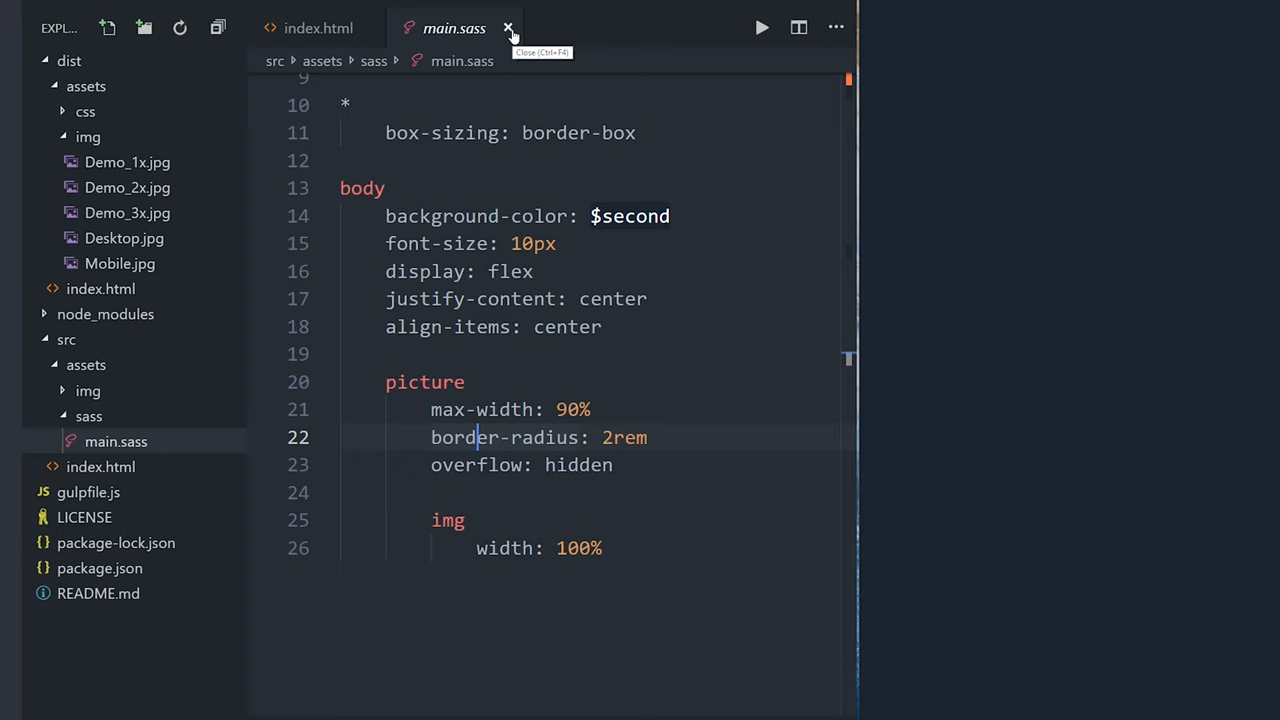 EXPL...
index.html
main.sass
Close (Ctrl+F4)
src assets sass main.sass
dist
assets
css
img
Demo_1x.jpg
Demo_2x.jpg
Demo_3x.jpg
Desktop.jpg
Mobile.jpg
index.html
node_modules
src
assets
img
sass
main.sass
index.html
JS gulpfile.js
LICENSE
{} package-lock.json
{} package.json
README.md
9
10 *
11 box-sizing: border-box
12
13 body
14 background-color: $second
15 font-size: 10px
16 display: flex
17 justify-content: center
18 align-items: center
19
20 picture
21 max-width: 90%
22 border-radius: 2rem
23 overflow: hidden
24
25 img
26 width: 100%